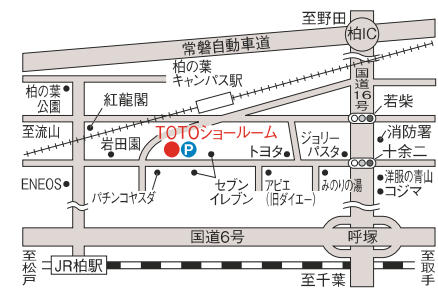 至野田
柏IC
常磐自動車道
柏の葉
キャンパス駅
国道16号
柏の葉
公園
紅龍閣
若柴
至流山
岩田園
TOTOショールーム
P
トヨタ
ジョリー
パスタ
消防署
十余二
ENEOS
パチンコヤスダ
セブン
イレブン
アビエ
(旧ダイエー)
みのりの湯
洋服の青山
コジマ
国道6号
呼塚
至松戸
JR柏駅
至千葉
至取手